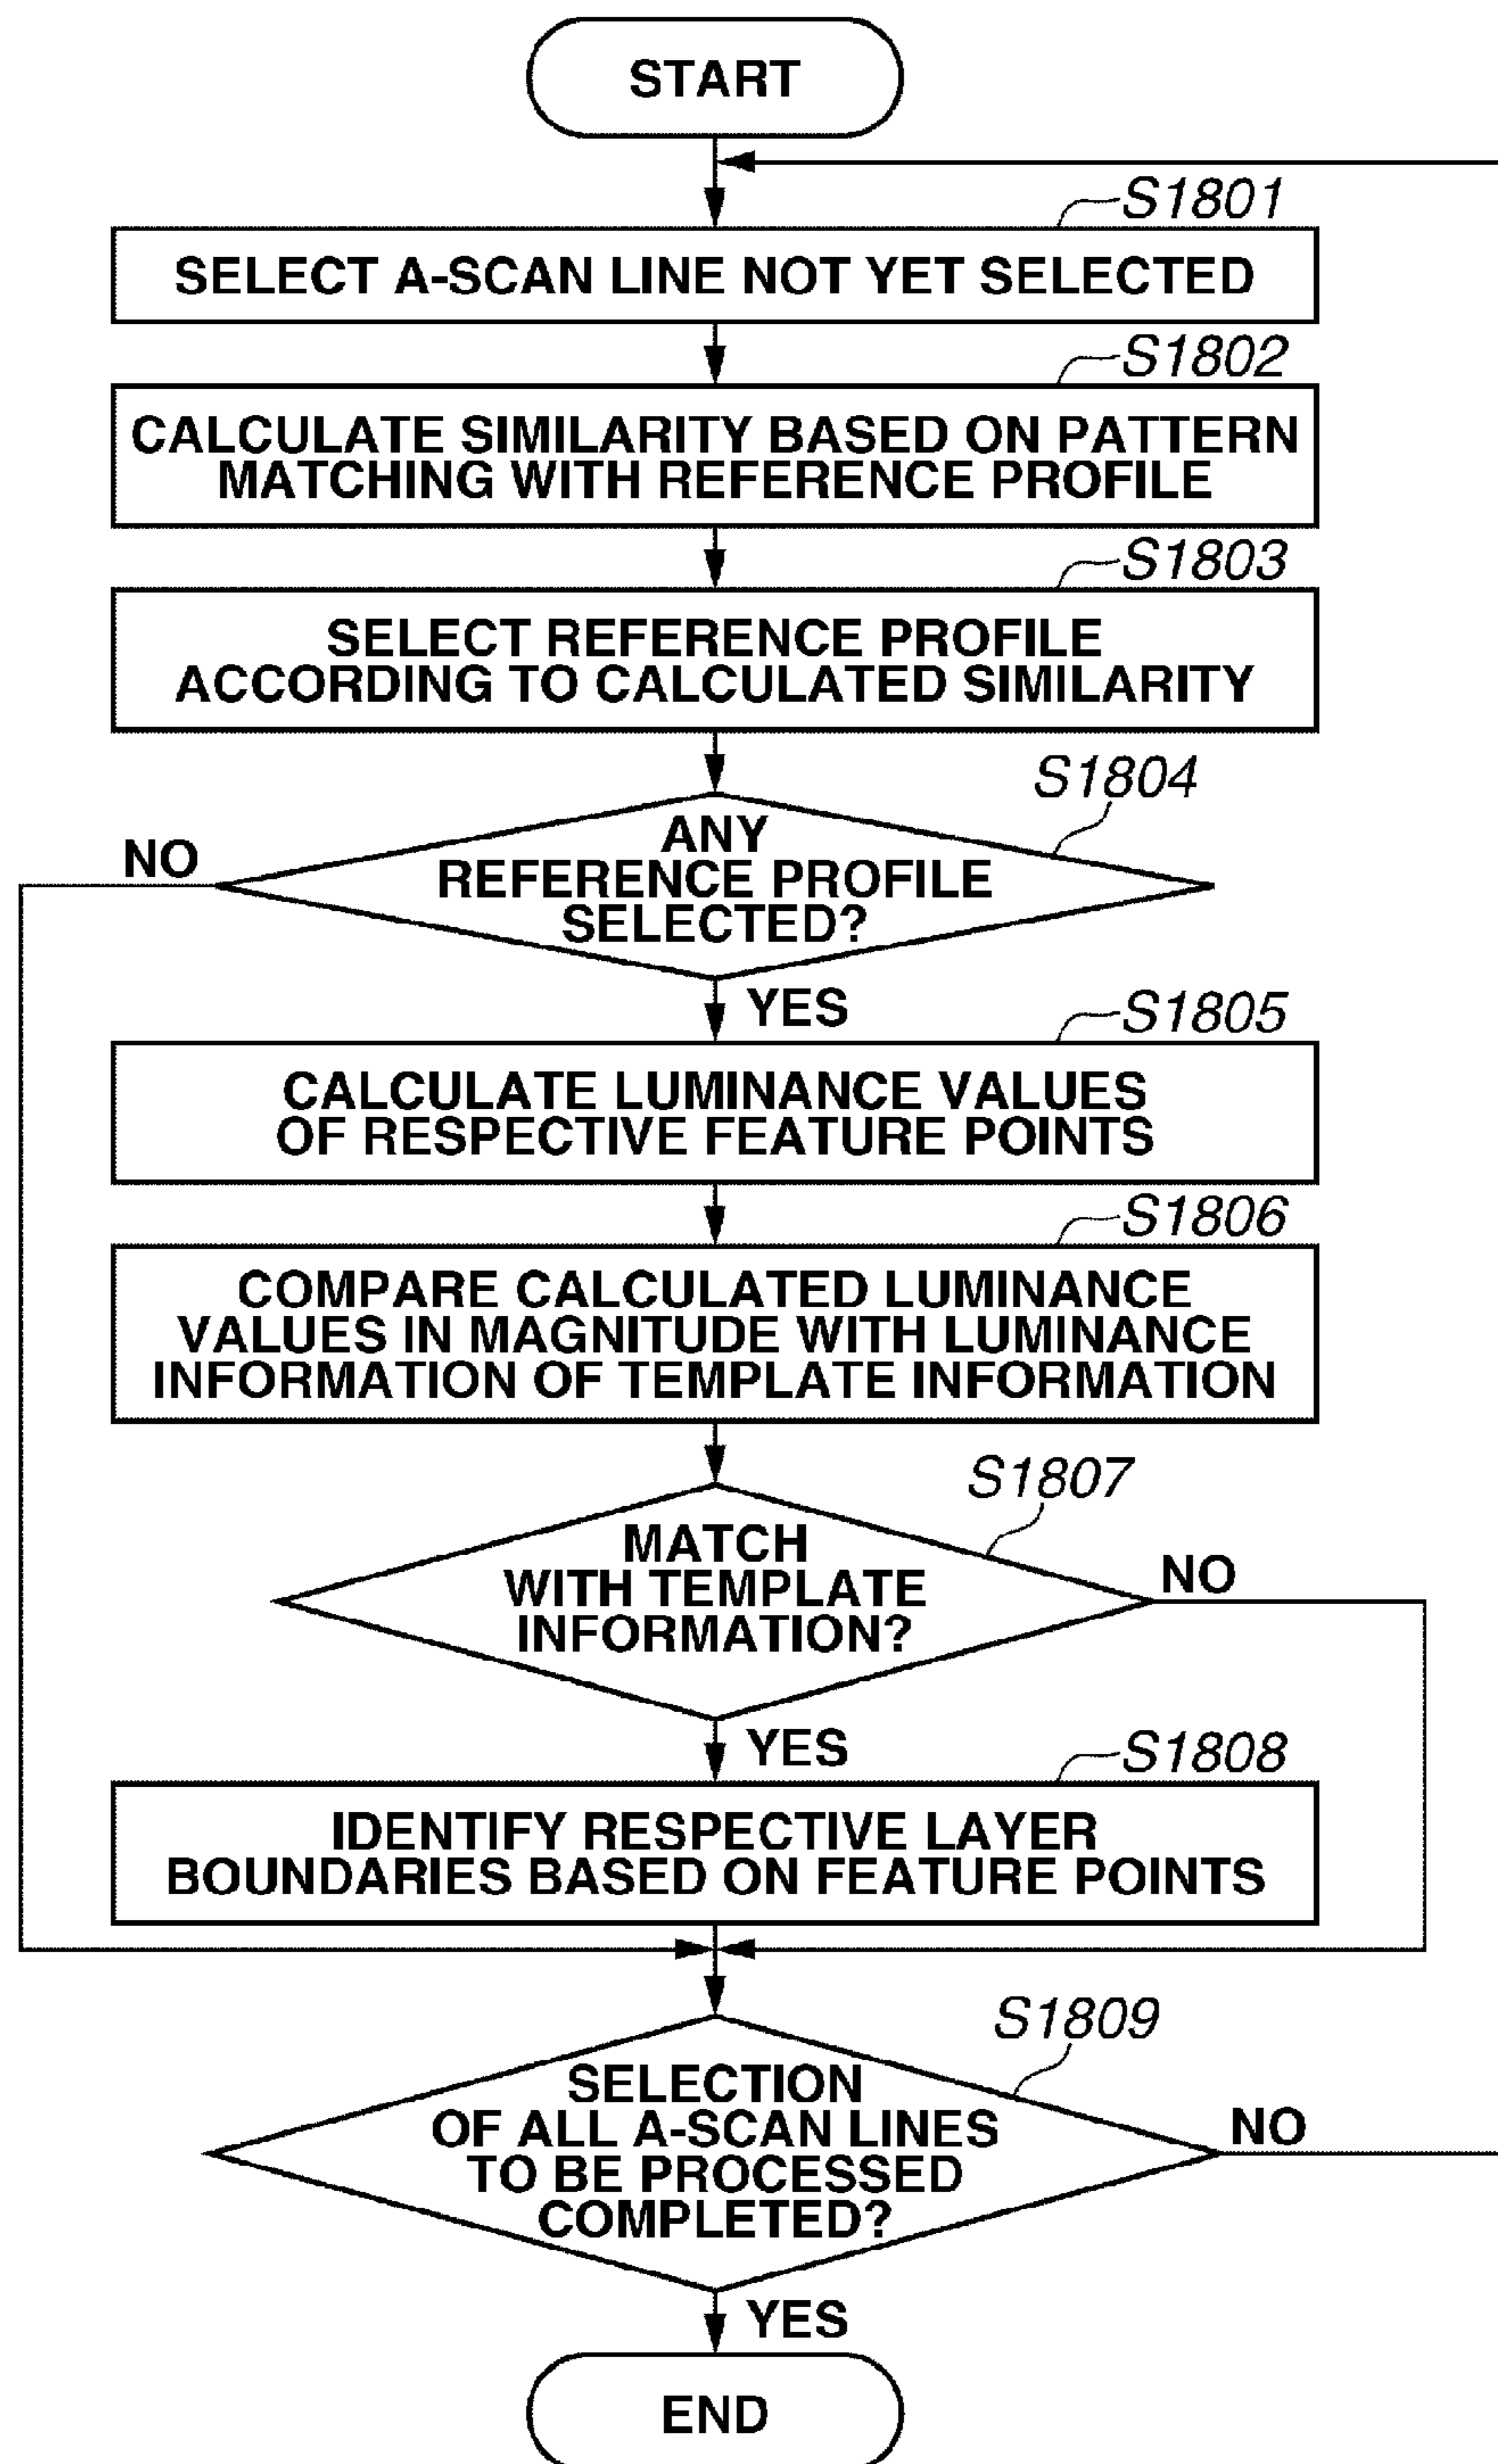 START
S1801
SELECT A-SCAN LINE NOT YET SELECTED
S1802
CALCULATE SIMILARITY BASED ON PATTERN
MATCHING WITH REFERENCE PROFILE
S1803
SELECT REFERENCE PROFILE
ACCORDING TO CALCULATED SIMILARITY
S1804
NO
ANY
REFERENCE PROFILE
SELECTED?
YES
S1805
CALCULATE LUMINANCE VALUES
OF RESPECTIVE FEATURE POINTS
S1806
COMPARE CALCULATED LUMINANCE
VALUES IN MAGNITUDE WITH LUMINANCE
INFORMATION OF TEMPLATE INFORMATION
S1807
MATCH
WITH TEMPLATE
INFORMATION?
NO
YES
S1808
IDENTIFY RESPECTIVE LAYER
BOUNDARIES BASED ON FEATURE POINTS
S1809
SELECTION
OF ALL A-SCAN LINES
TO BE PROCESSED
COMPLETED?
NO
YES
END